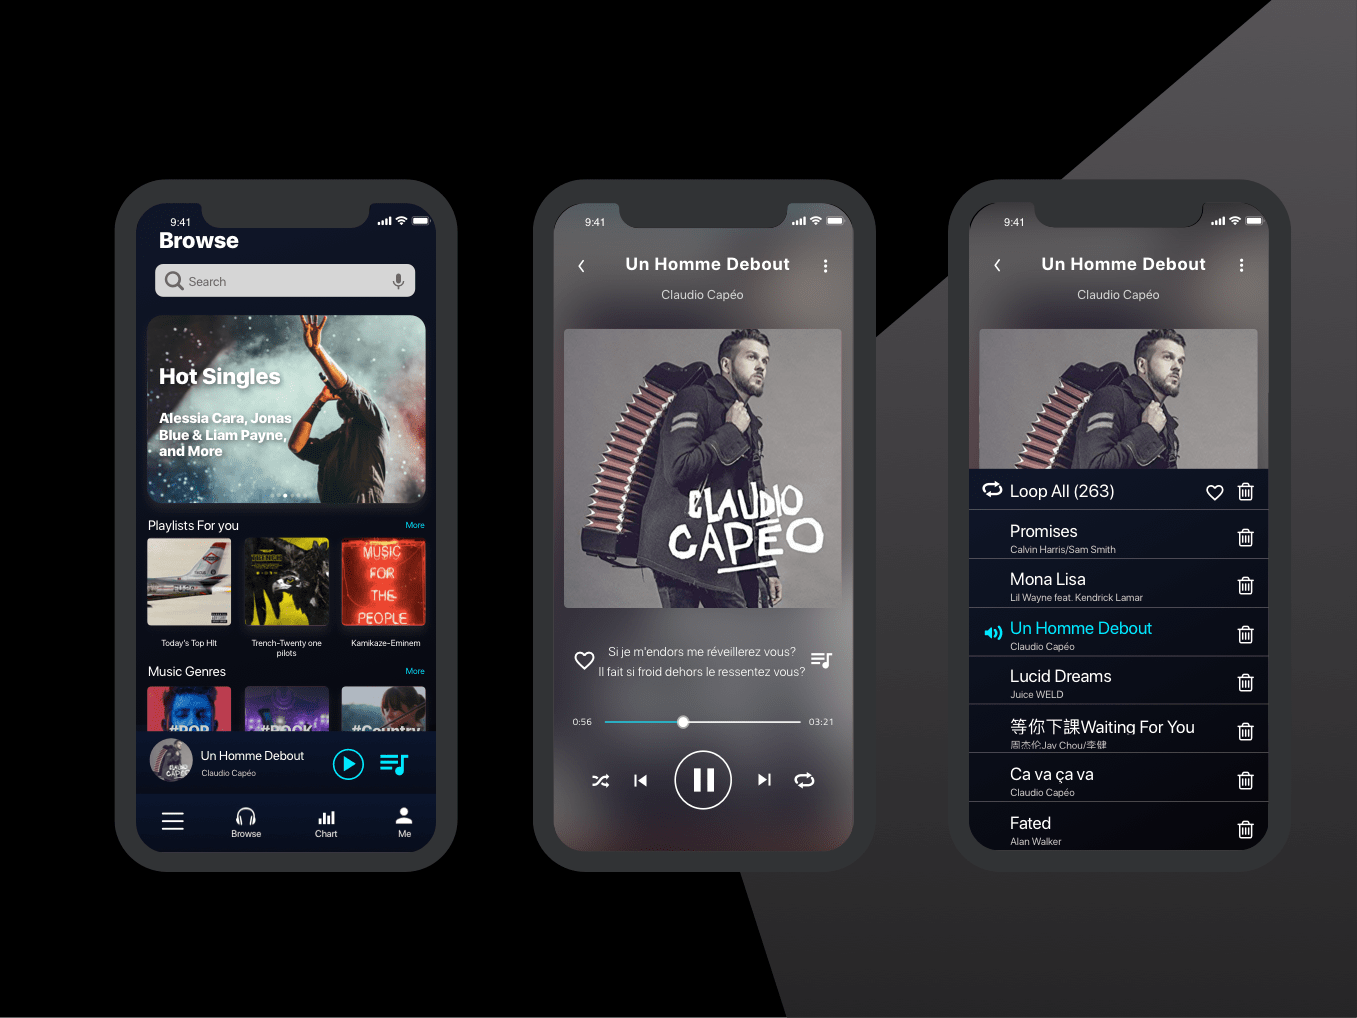 9:41
Browse
Search
Hot Singles
Alessia Cara, Jonas
Blue & Liam Payne,
and More
Playlists For you
More
MUSIC
FOR
THE
PEOPLE
Today's Top HIt
Trench-Twenty one
pilots
Kamikaze-Eminem
Music Genres
More
#POP
#ROCK
#Country
Un Homme Debout
Claudio Capéo
Browse
Chart
Me
9:41
Un Homme Debout
Claudio Capéo
CLAUDIO
CAPÉO
Si je m'endors me réveillerez vous?
Il fait si froid dehors le ressentez vous?
0:56
03:21
9:41
Un Homme Debout
Claudio Capéo
Loop All (263)
Promises
Calvin Harris/Sam Smith
Mona Lisa
Lil Wayne feat. Kendrick Lamar
Un Homme Debout
Claudio Capéo
Lucid Dreams
Juice WELD
等你下課Waiting For You
周杰伦Jay Chou/李健
Ca va ça va
Claudio Capéo
Fated
Alan Walker